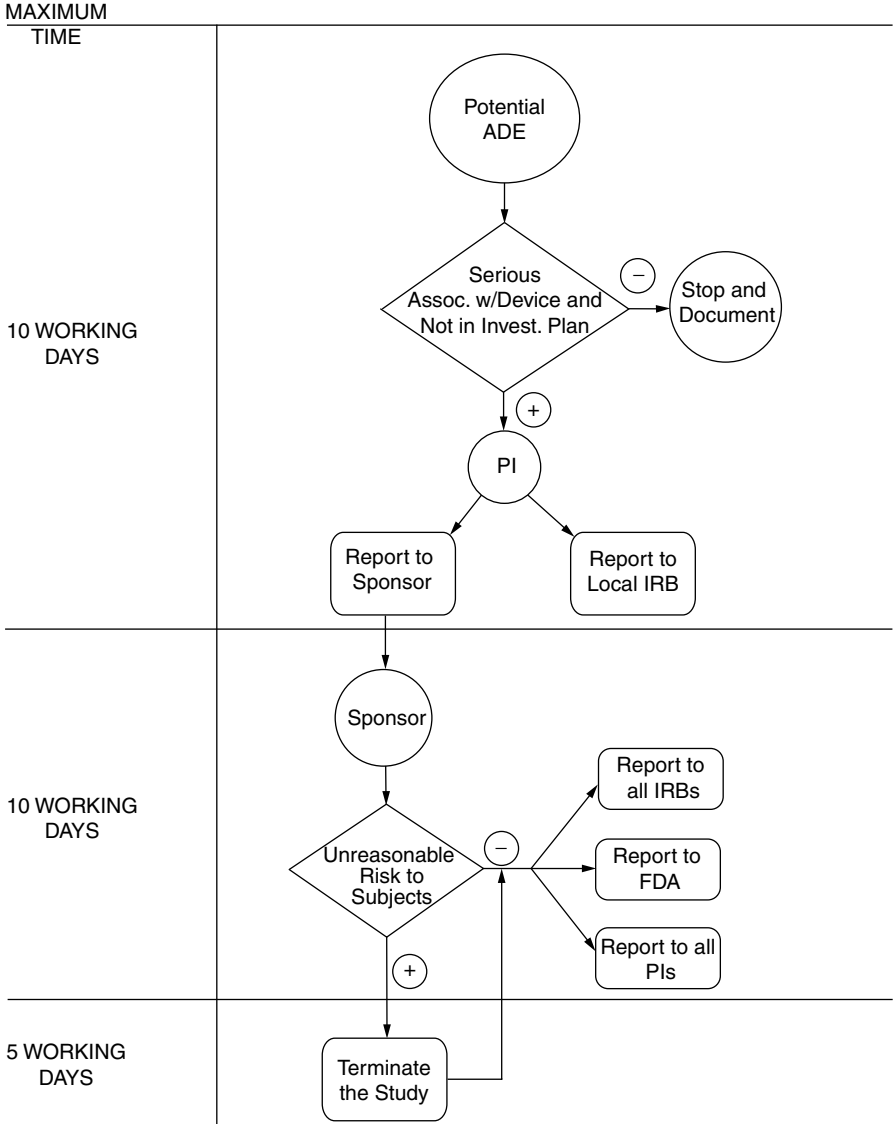 MAXIMUM
TIME
Potential
ADE
Serious
Assoc. w/Device and
Not in Invest. Plan
−
Stop and
Document
10 WORKING
DAYS
+
PI
Report to
Sponsor
Report to
Local IRB
Sponsor
10 WORKING
DAYS
Unreasonable
Risk to
Subjects
−
Report to
all IRBs
Report to
FDA
Report to all
PIs
+
5 WORKING
DAYS
Terminate
the Study